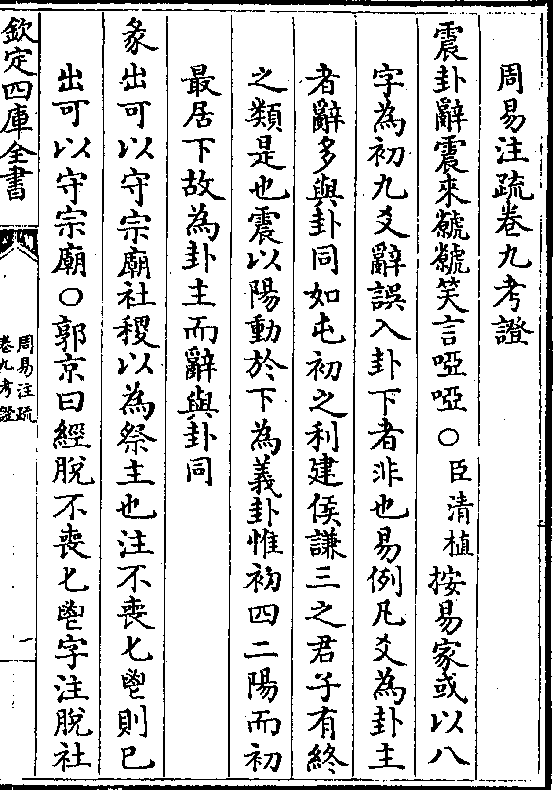 周易注疏卷九考證
震卦辭震來虩虩笑言啞啞○臣清植按易家或以八
字為初九爻辭誤入卦下者非也易例凡爻為卦主
者辭多與卦同如屯初之利建侯謙三之君子有終
之類是也震以陽動於下為義卦惟初四二陽而初
最居下故為卦主而辭與卦同
彖出可以守宗廟社稷以為祭主也注不喪匕鬯則已
出可以守宗廟○郭京曰經脫不喪匕鬯字注脫社
欽定四庫全書
周易注疏
卷九考證
一